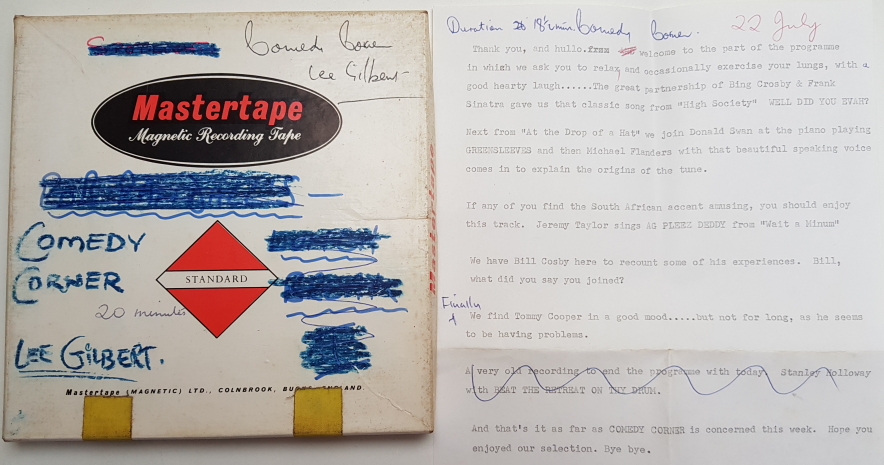 Comedy Corner
Lee Gilbert
Mastertape
Magnetic Recording Tape
COMEDY
CORNER
STANDARD
20 minutes
LEE GILBERT.
Mastertape (MAGNETIC) LTD., COLNBROOK, BUCKS, ENGLAND
Duration 18½ min. Comedy Corner. 22 July
Thank you, and hullo from welcome to the part of the programme
in which we ask you to relax and occasionally exercise your lungs, with a
good hearty laugh......The great partnership of Bing Crosby & Frank
Sinatra gave us that classic song from "High Society" WELL DID YOU EVAH?
Next from "At the Drop of a Hat" we join Donald Swan at the piano playing
GREENSLEEVES and then Michael Flanders with that beautiful speaking voice
comes in to explain the origins of the tune.
If any of you find the South African accent amusing, you should enjoy
this track. Jeremy Taylor sings AG PLEEZ DEDDY from "Wait a Minum"
We have Bill Cosby here to recount some of his experiences. Bill,
what did you say you joined?
Finally
We find Tommy Cooper in a good mood.....but not for long, as he seems
to be having problems.
A very old recording to end the programme with today Stanley Holloway
with BEAT THE RETREAT ON THY DRUM.
And that's it as far as COMEDY CORNER is concerned this week. Hope you
enjoyed our selection. Bye bye.